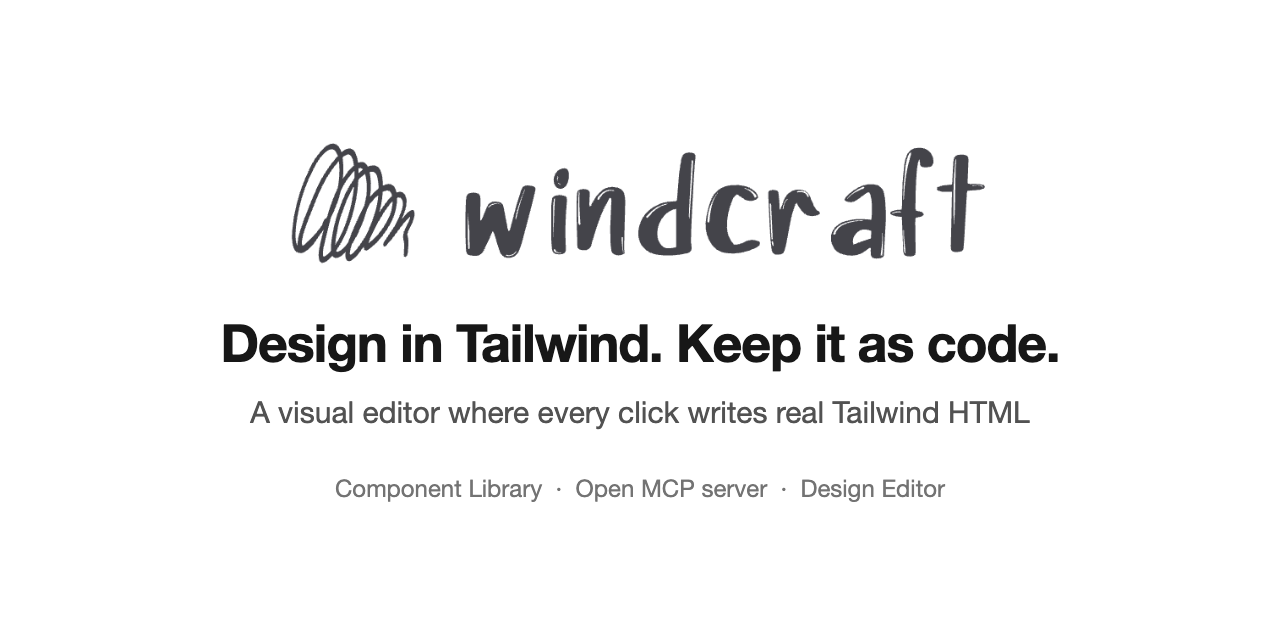 windcraft
Design in Tailwind. Keep it as code.
A visual editor where every click writes real Tailwind HTML
Component Library · Open MCP server · Design Editor